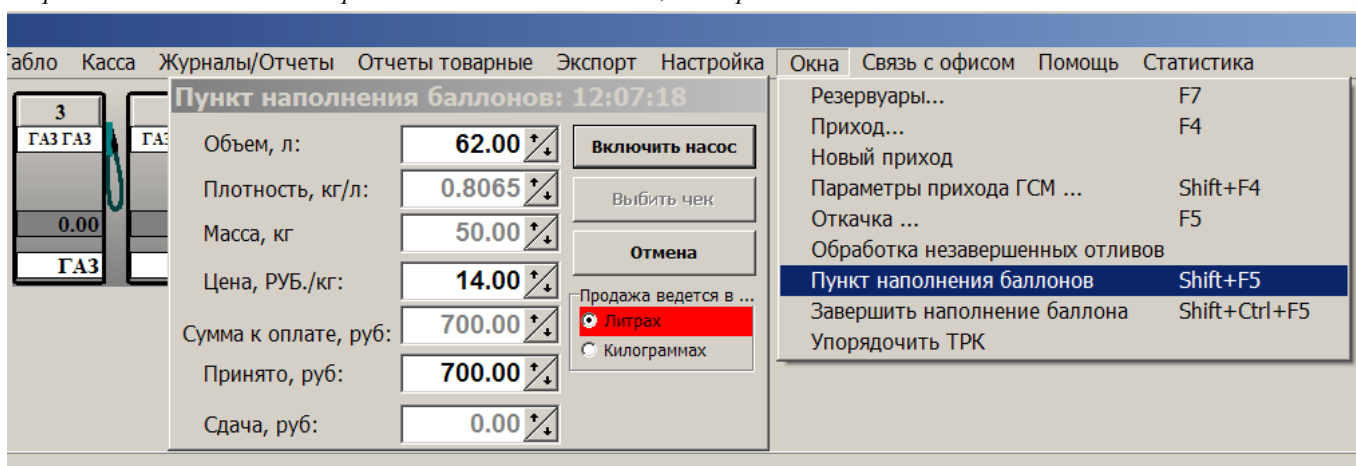 Табло Касса Журналы/Отчеты Отчеты товарные Экспорт Настройка Окна Связь с офисом Помощь Статистика
3
ГАЗ ГАЗ
0.00
ГАЗ
Пункт наполнения баллонов: 12:07:18
Объем, л: 62.00
Плотность, кг/л: 0.8065
Масса, кг 50.00
Цена, РУБ./кг: 14.00
Сумма к оплате, руб: 700.00
Принято, руб: 700.00
Сдача, руб: 0.00
Включить насос
Выбить чек
Отмена
Продажа ведется в ...
Литрах
Килограммах
Резервуары... F7
Приход... F4
Новый приход
Параметры прихода ГСМ ... Shift+F4
Откачка ... F5
Обработка незавершенных отливов
Пункт наполнения баллонов Shift+F5
Завершить наполнение баллона Shift+Ctrl+F5
Упорядочить ТРК